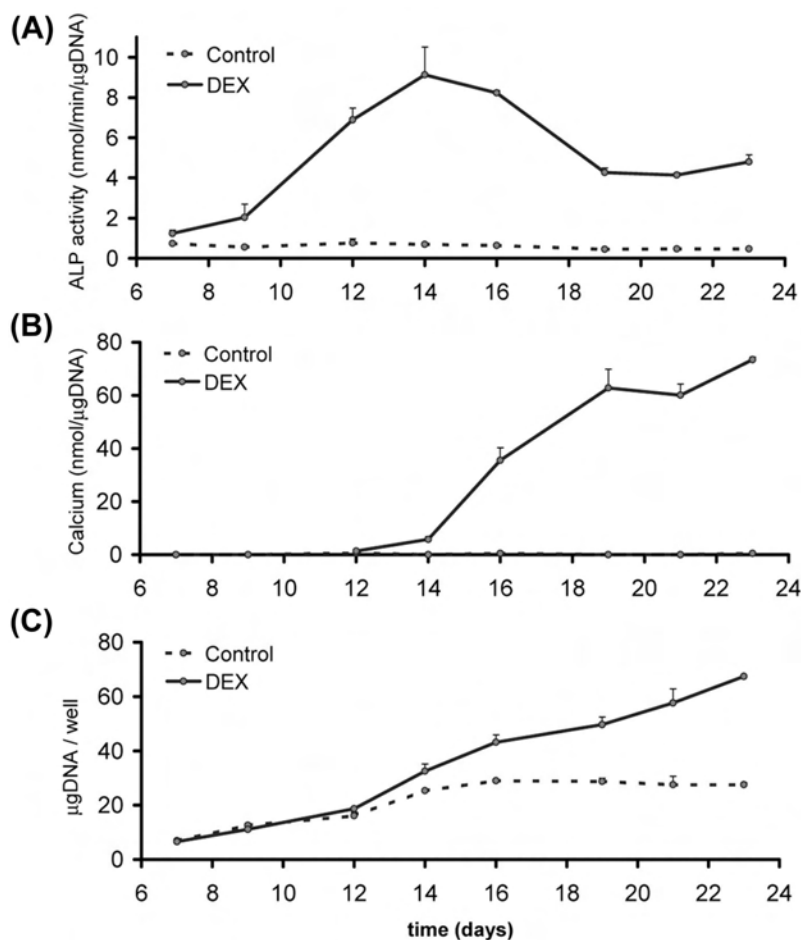 (A)
ALP activity (nmol/min/µgDNA)
10
8
6
4
2
0
Control
DEX
6 8 10 12 14 16 18 20 22 24
(B)
Calcium (nmol/µgDNA)
80
60
40
20
0
Control
DEX
6 8 10 12 14 16 18 20 22 24
(C)
µgDNA / well
80
60
40
20
0
Control
DEX
6 8 10 12 14 16 18 20 22 24
time (days)